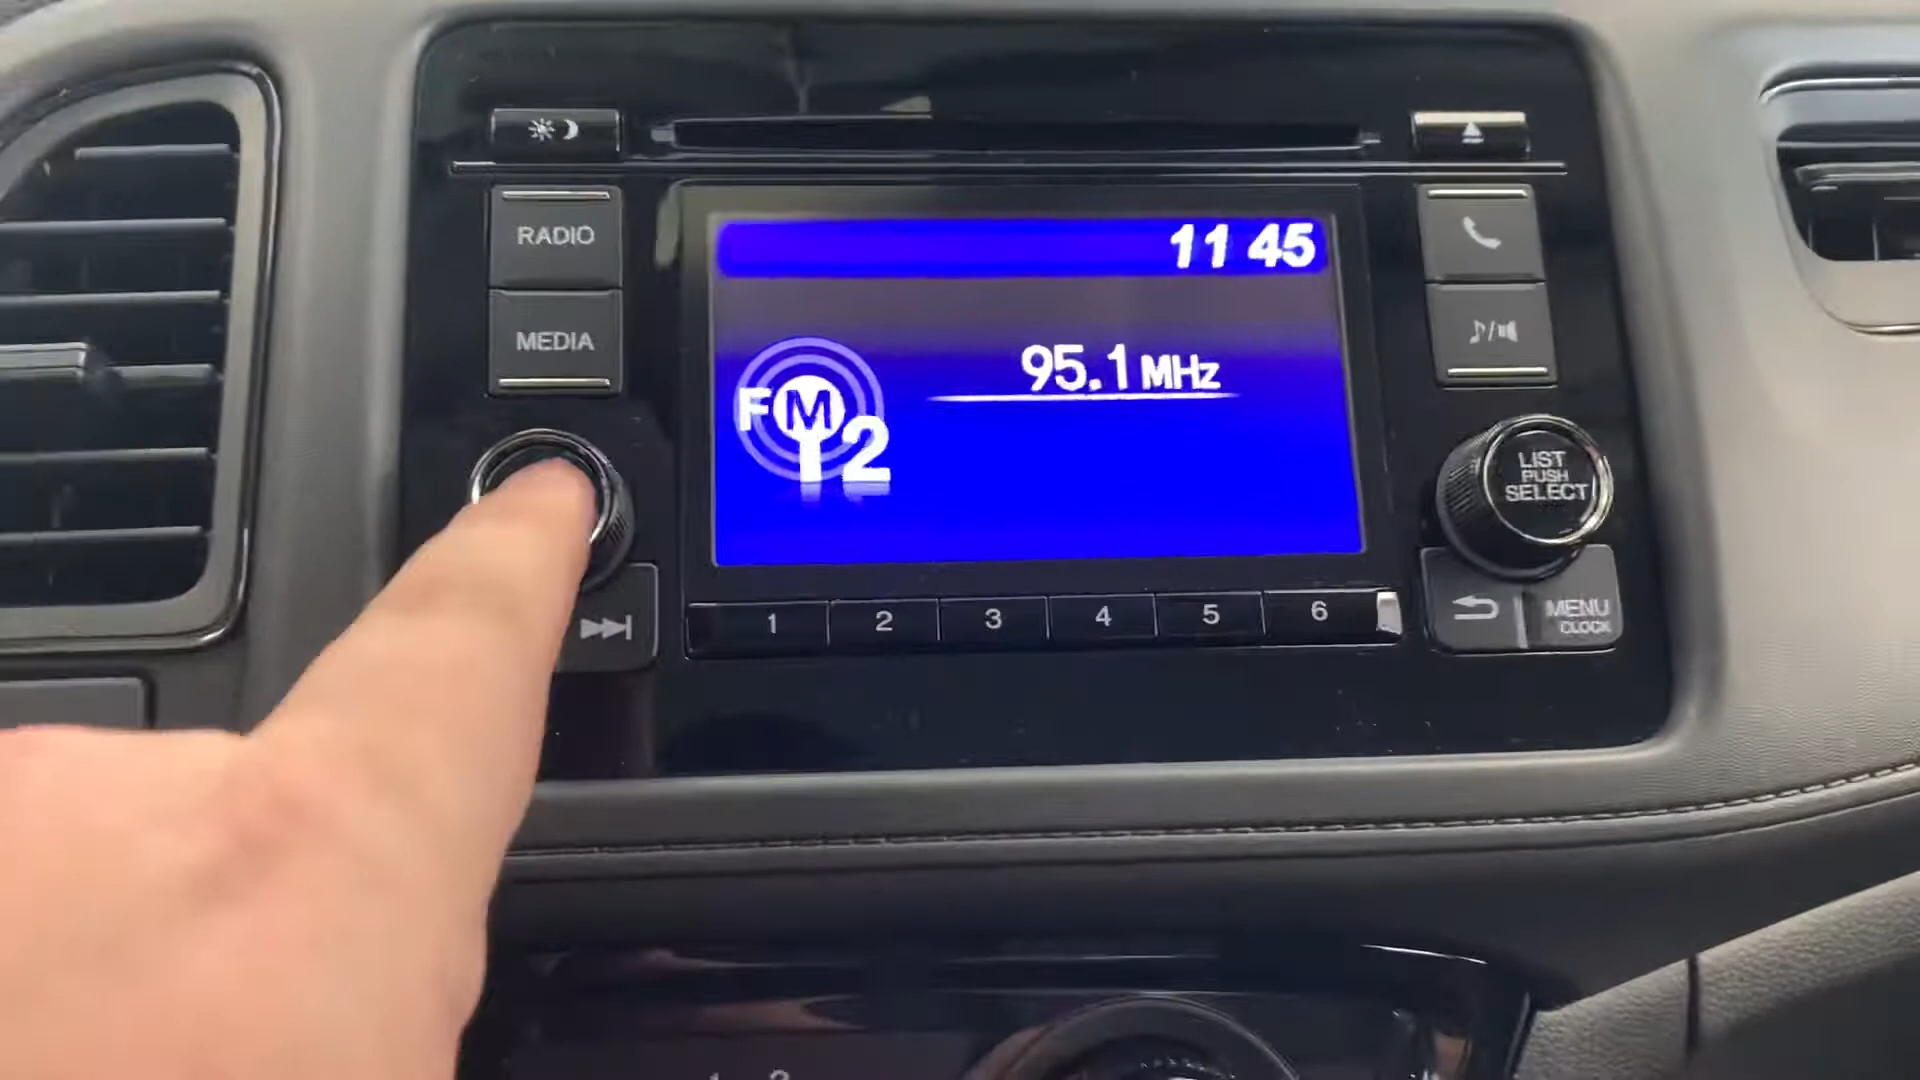 RADIO
MEDIA
11 45
95.1 MHz
FM 2
LIST
PUSH
SELECT
1 2 3 4 5 6
MENU
CLOCK